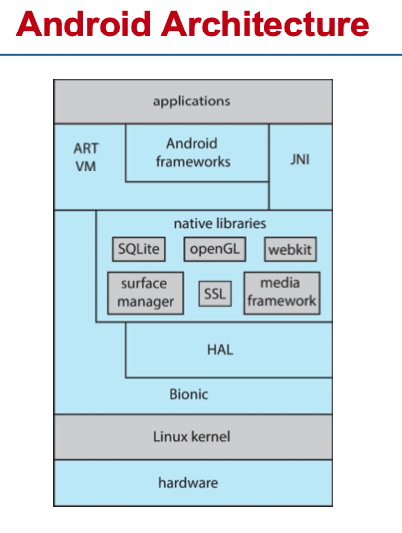 Android Architecture
applications
ART
VM
Android
frameworks
JNI
native libraries
SQLite
openGL
webkit
surface
manager
SSL
media
framework
HAL
Bionic
Linux kernel
hardware